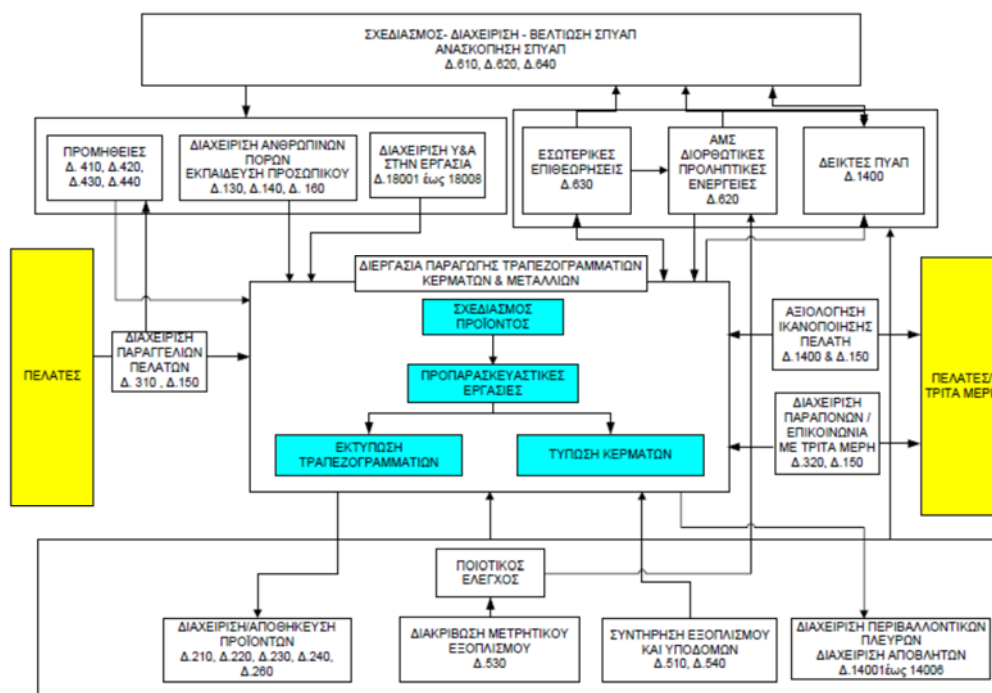 ΣΧΕΔΙΑΣΜΟΣ- ΔΙΑΧΕΙΡΙΣΗ - ΒΕΛΤΙΩΣΗ ΣΠΥΑΠ
ΑΝΑΣΚΟΠΗΣΗ ΣΠΥΑΠ
Δ.610, Δ.620, Δ.640
ΠΡΟΜΗΘΕΙΕΣ
Δ. 410, Δ.420,
Δ.430, Δ.440
ΔΙΑΧΕΙΡΙΣΗ ΑΝΘΡΩΠΙΝΩΝ
ΠΟΡΩΝ
ΕΚΠΑΙΔΕΥΣΗ ΠΡΟΣΩΠΙΚΟΥ
Δ.130, Δ.140, Δ. 160
ΔΙΑΧΕΙΡΙΣΗ Υ&Α
ΣΤΗΝ ΕΡΓΑΣΙΑ
Δ.18001 έως 18008
ΕΣΩΤΕΡΙΚΕΣ
ΕΠΙΘΕΩΡΗΣΕΙΣ
Δ.630
ΑΜΣ
ΔΙΟΡΘΩΤΙΚΕΣ
ΠΡΟΛΗΠΤΙΚΕΣ
ΕΝΕΡΓΕΙΕΣ
Δ.620
ΔΕΙΚΤΕΣ ΠΥΑΠ
Δ.1400
ΔΙΕΡΓΑΣΙΑ ΠΑΡΑΓΩΓΗΣ ΤΡΑΠΕΖΟΓΡΑΜΜΑΤΙΩΝ
ΚΕΡΜΑΤΩΝ & ΜΕΤΑΛΛΙΩΝ
ΣΧΕΔΙΑΣΜΟΣ
ΠΡΟΪΟΝΤΟΣ
ΠΡΟΠΑΡΑΣΚΕΥΑΣΤΙΚΕΣ
ΕΡΓΑΣΙΕΣ
ΕΚΤΥΠΩΣΗ
ΤΡΑΠΕΖΟΓΡΑΜΜΑΤΙΩΝ
ΤΥΠΩΣΗ ΚΕΡΜΑΤΩΝ
ΠΕΛΑΤΕΣ
ΔΙΑΧΕΙΡΙΣΗ
ΠΑΡΑΓΓΕΛΙΩΝ
ΠΕΛΑΤΩΝ
Δ. 310 , Δ.150
ΑΞΙΟΛΟΓΗΣΗ
ΙΚΑΝΟΠΟΙΗΣΗΣ
ΠΕΛΑΤΗ
Δ.1400 & Δ.150
ΔΙΑΧΕΙΡΙΣΗ
ΠΑΡΑΠΟΝΩΝ /
ΕΠΙΚΟΙΝΩΝΙΑ
ΜΕ ΤΡΙΤΑ ΜΕΡΗ
Δ.320, Δ.150
ΠΕΛΑΤΕΣ/
ΤΡΙΤΑ ΜΕΡΗ
ΠΟΙΟΤΙΚΟΣ
ΕΛΕΓΧΟΣ
ΔΙΑΧΕΙΡΙΣΗ/ΑΠΟΘΗΚΕΥΣΗ
ΠΡΟΪΟΝΤΩΝ
Δ.210, Δ.220, Δ.230, Δ.240,
Δ.260
ΔΙΑΚΡΙΒΩΣΗ ΜΕΤΡΗΤΙΚΟΥ
ΕΞΟΠΛΙΣΜΟΥ
Δ.530
ΣΥΝΤΗΡΗΣΗ ΕΞΟΠΛΙΣΜΟΥ
ΚΑΙ ΥΠΟΔΟΜΩΝ
Δ.510, Δ.540
ΔΙΑΧΕΙΡΙΣΗ ΠΕΡΙΒΑΛΛΟΝΤΙΚΩΝ
ΠΛΕΥΡΩΝ
ΔΙΑΧΕΙΡΙΣΗ ΑΠΟΒΛΗΤΩΝ
Δ.14001έως 14006